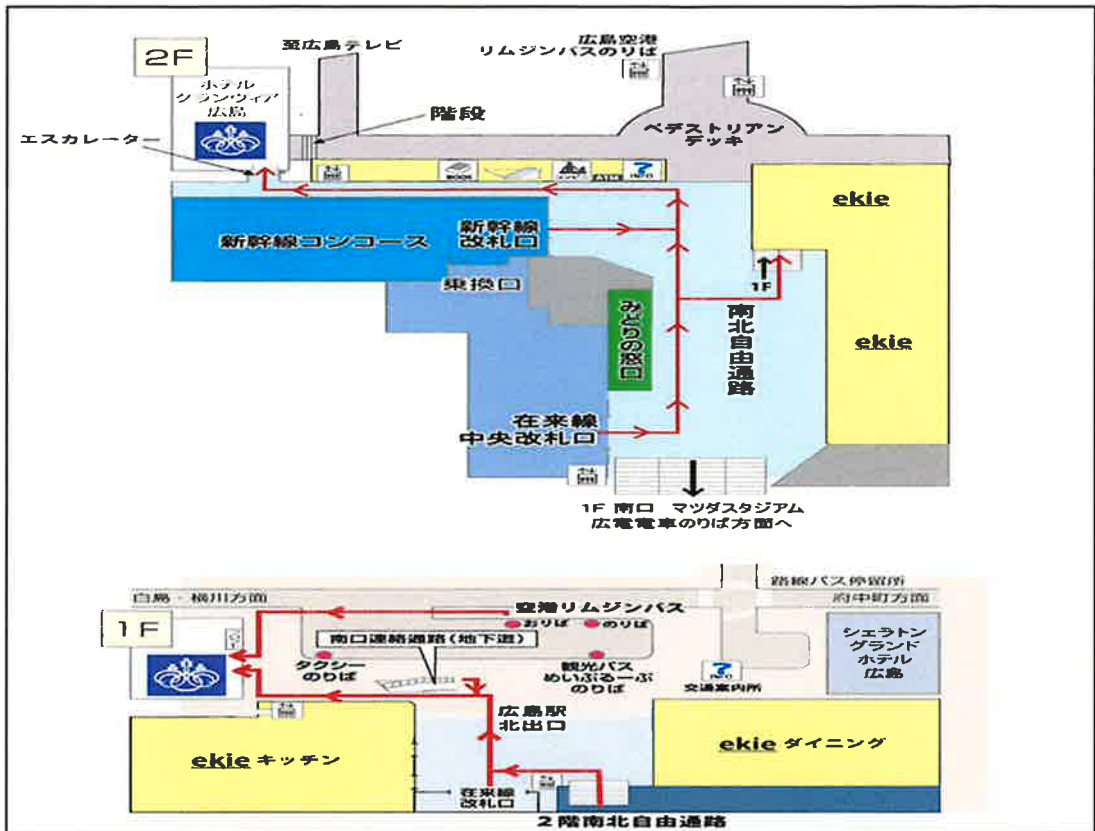 2F
至広島テレビ
広島空港
リムジンバスのりば
ホテル
グランヴィア
広島
階段
エスカレーター
ペデストリアン
デッキ
BOOK
ATM
?
INFO
ekie
新幹線コンコース
新幹線
改札口
乗換口
1F
みどりの窓口
南北自由通路
ekie
在来線
中央改札口
1F 南口 マツダスタジアム
広電電車のりば方面へ
路線バス停留所
白島・横川方面
府中町方面
1F
空港リムジンバス
おりば
のりば
南口連絡通路(地下道)
タクシー
のりば
観光バス
めいぷるーぷ
のりば
?
INFO
交通案内所
シェラトン
グランド
ホテル
広島
広島駅
北出口
ekie キッチン
ekie ダイニング
在来線
改札口
2階南北自由通路